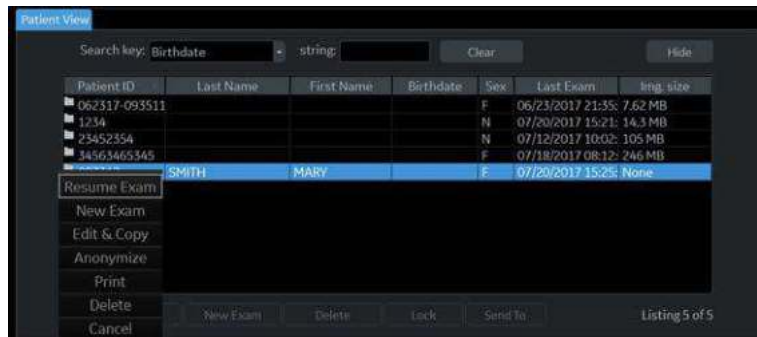 Patient View
Search key: Birthdate string: Clear Hide
Patient ID Last Name First Name Birthdate Sex Last Exam Img. size
062317-093511 F 06/23/2017 21:35: 7.62 MB
1234 N 07/20/2017 15:21: 14.3 MB
23452354 N 07/12/2017 10:02: 105 MB
34563465345 F 07/18/2017 08:12: 246 MB
SMITH MARY F 07/20/2017 15:25: None
Resume Exam
New Exam
Edit & Copy
Anonymize
Print
Delete
Cancel
New Exam Delete Lock Send To Listing 5 of 5